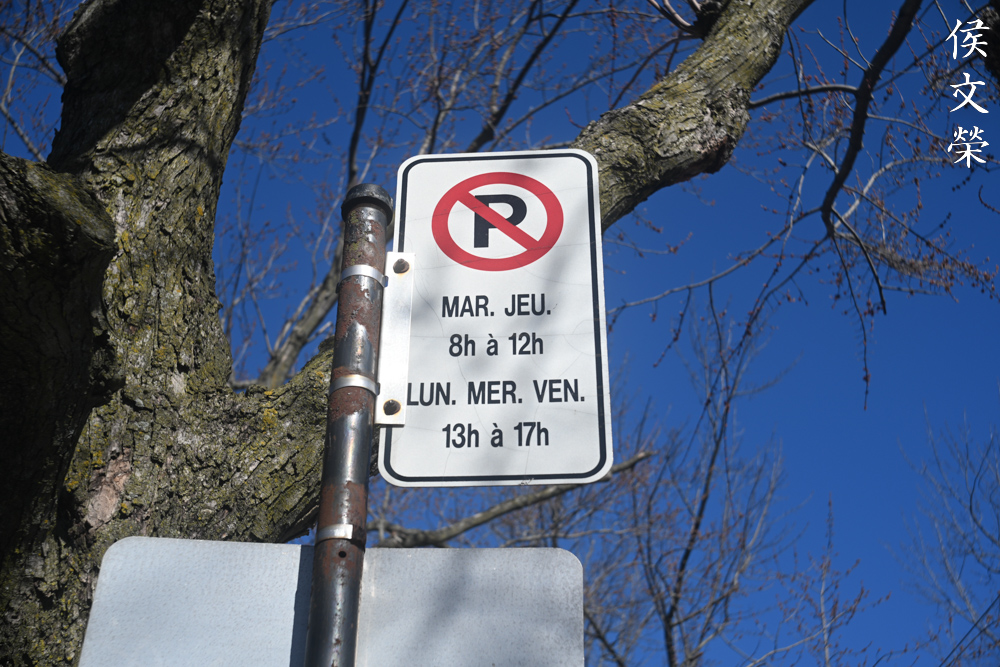 P
MAR. JEU.
8h à 12h
LUN. MER. VEN.
13h à 17h
侯文榮